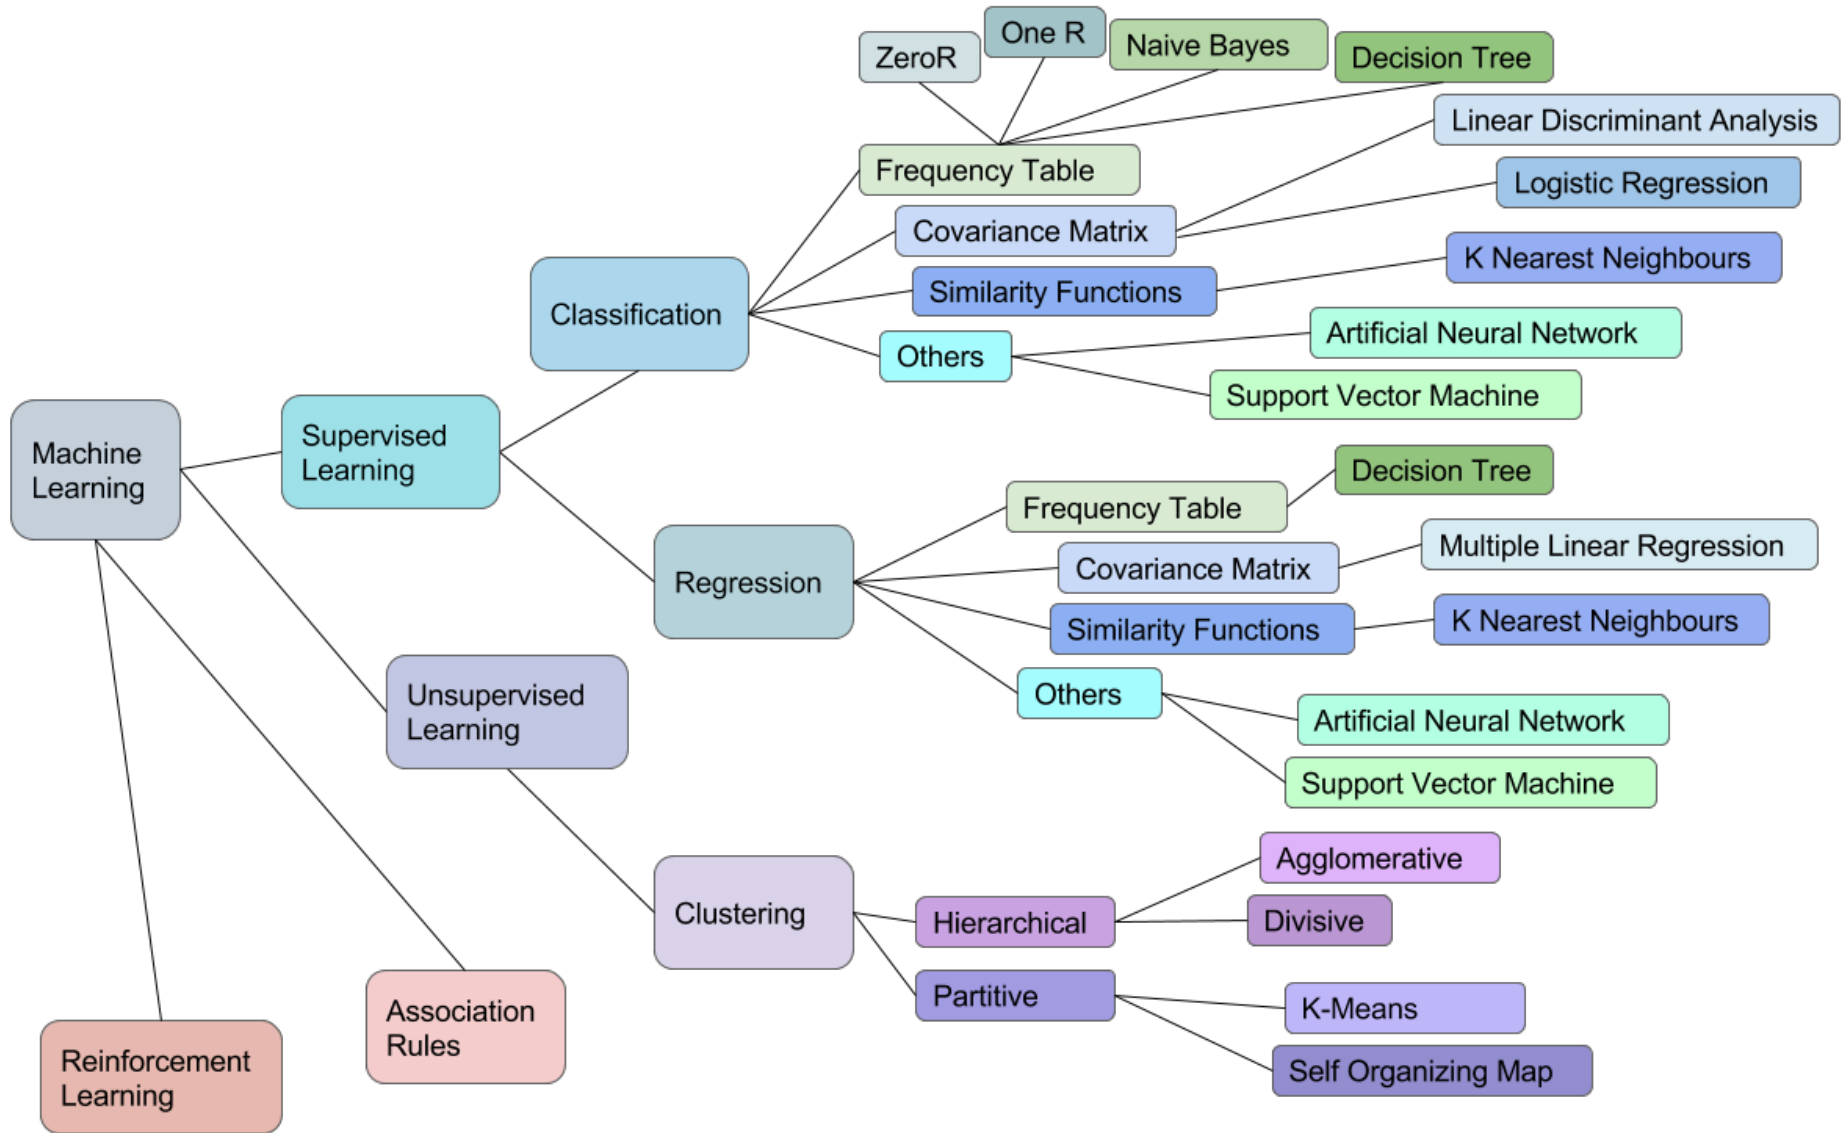 ZeroR
One R
Naive Bayes
Decision Tree
Linear Discriminant Analysis
Frequency Table
Logistic Regression
Covariance Matrix
K Nearest Neighbours
Similarity Functions
Classification
Artificial Neural Network
Others
Support Vector Machine
Machine
Learning
Supervised
Learning
Decision Tree
Frequency Table
Multiple Linear Regression
Covariance Matrix
Regression
K Nearest Neighbours
Similarity Functions
Others
Artificial Neural Network
Support Vector Machine
Unsupervised
Learning
Agglomerative
Clustering
Hierarchical
Divisive
Partitive
K-Means
Self Organizing Map
Association
Rules
Reinforcement
Learning